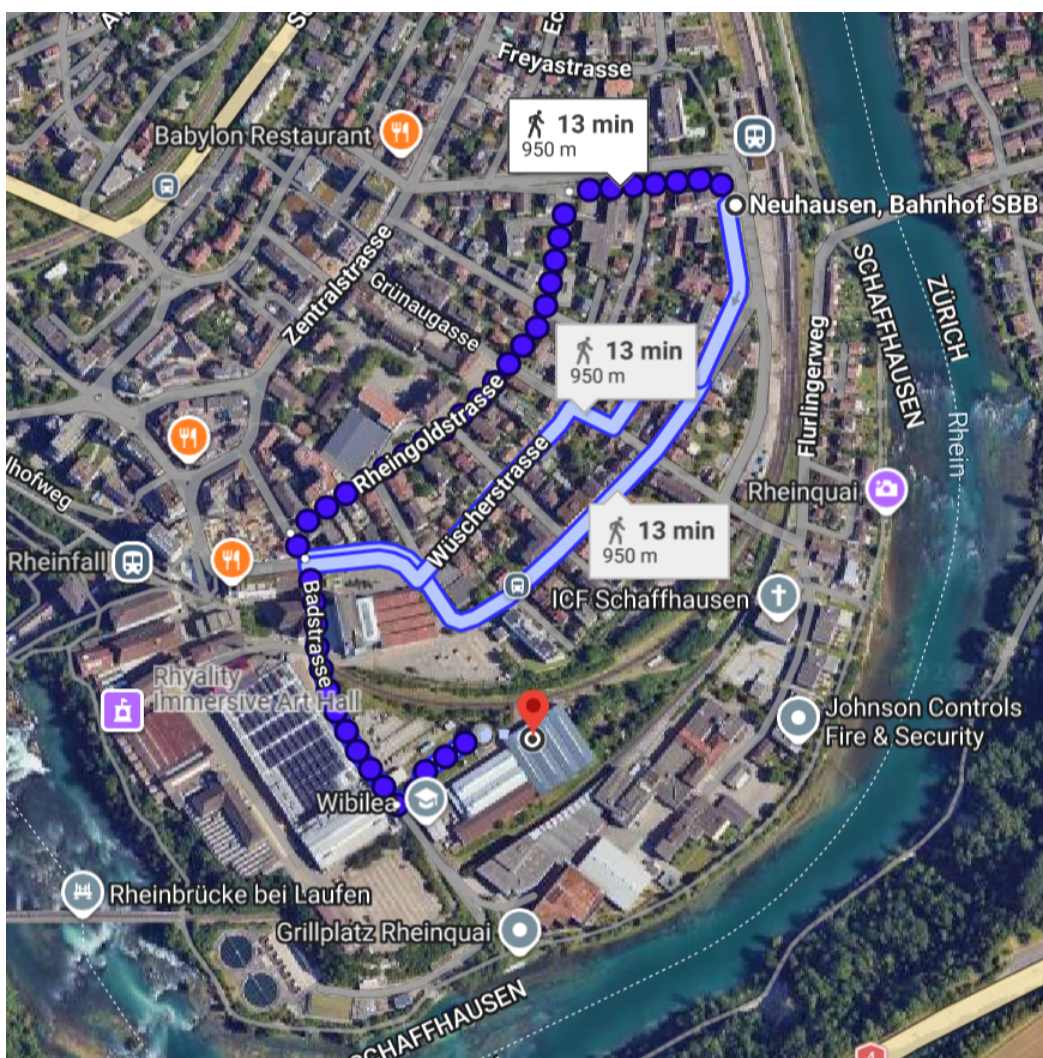 Freyastrasse
13 min
950 m
Babylon Restaurant
Neuhausen, Bahnhof SBB
Zentralstrasse
Grünaugasse
SCHAFFHAUSEN
ZÜRICH
Flurlingerweg
Rhein
13 min
950 m
Rheingoldstrasse
Wüscherstrasse
Rheinquai
13 min
950 m
lhofweg
Rheinfall
ICF Schaffhausen
Badstrasse
Rhyality
Immersive Art Hall
Johnson Controls
Fire & Security
Wibilea
Rheinbrücke bei Laufen
Grillplatz Rheinquai
SCHAFFHAUSEN
4